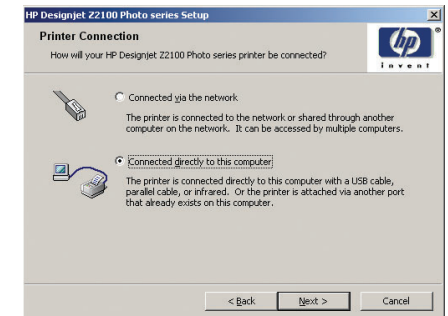 HP Designjet Z2100 Photo series Setup
Printer Connection
How will your HP Designjet Z2100 Photo series printer be connected?
hp
®
invent
Connected via the network
The printer is connected to the network or shared through another
computer on the network. It can be accessed by multiple computers.
Connected directly to this computer
The printer is connected directly to this computer with a USB cable,
parallel cable, or infrared. Or the printer is attached via another port
that already exists on this computer.
< Back Next > Cancel